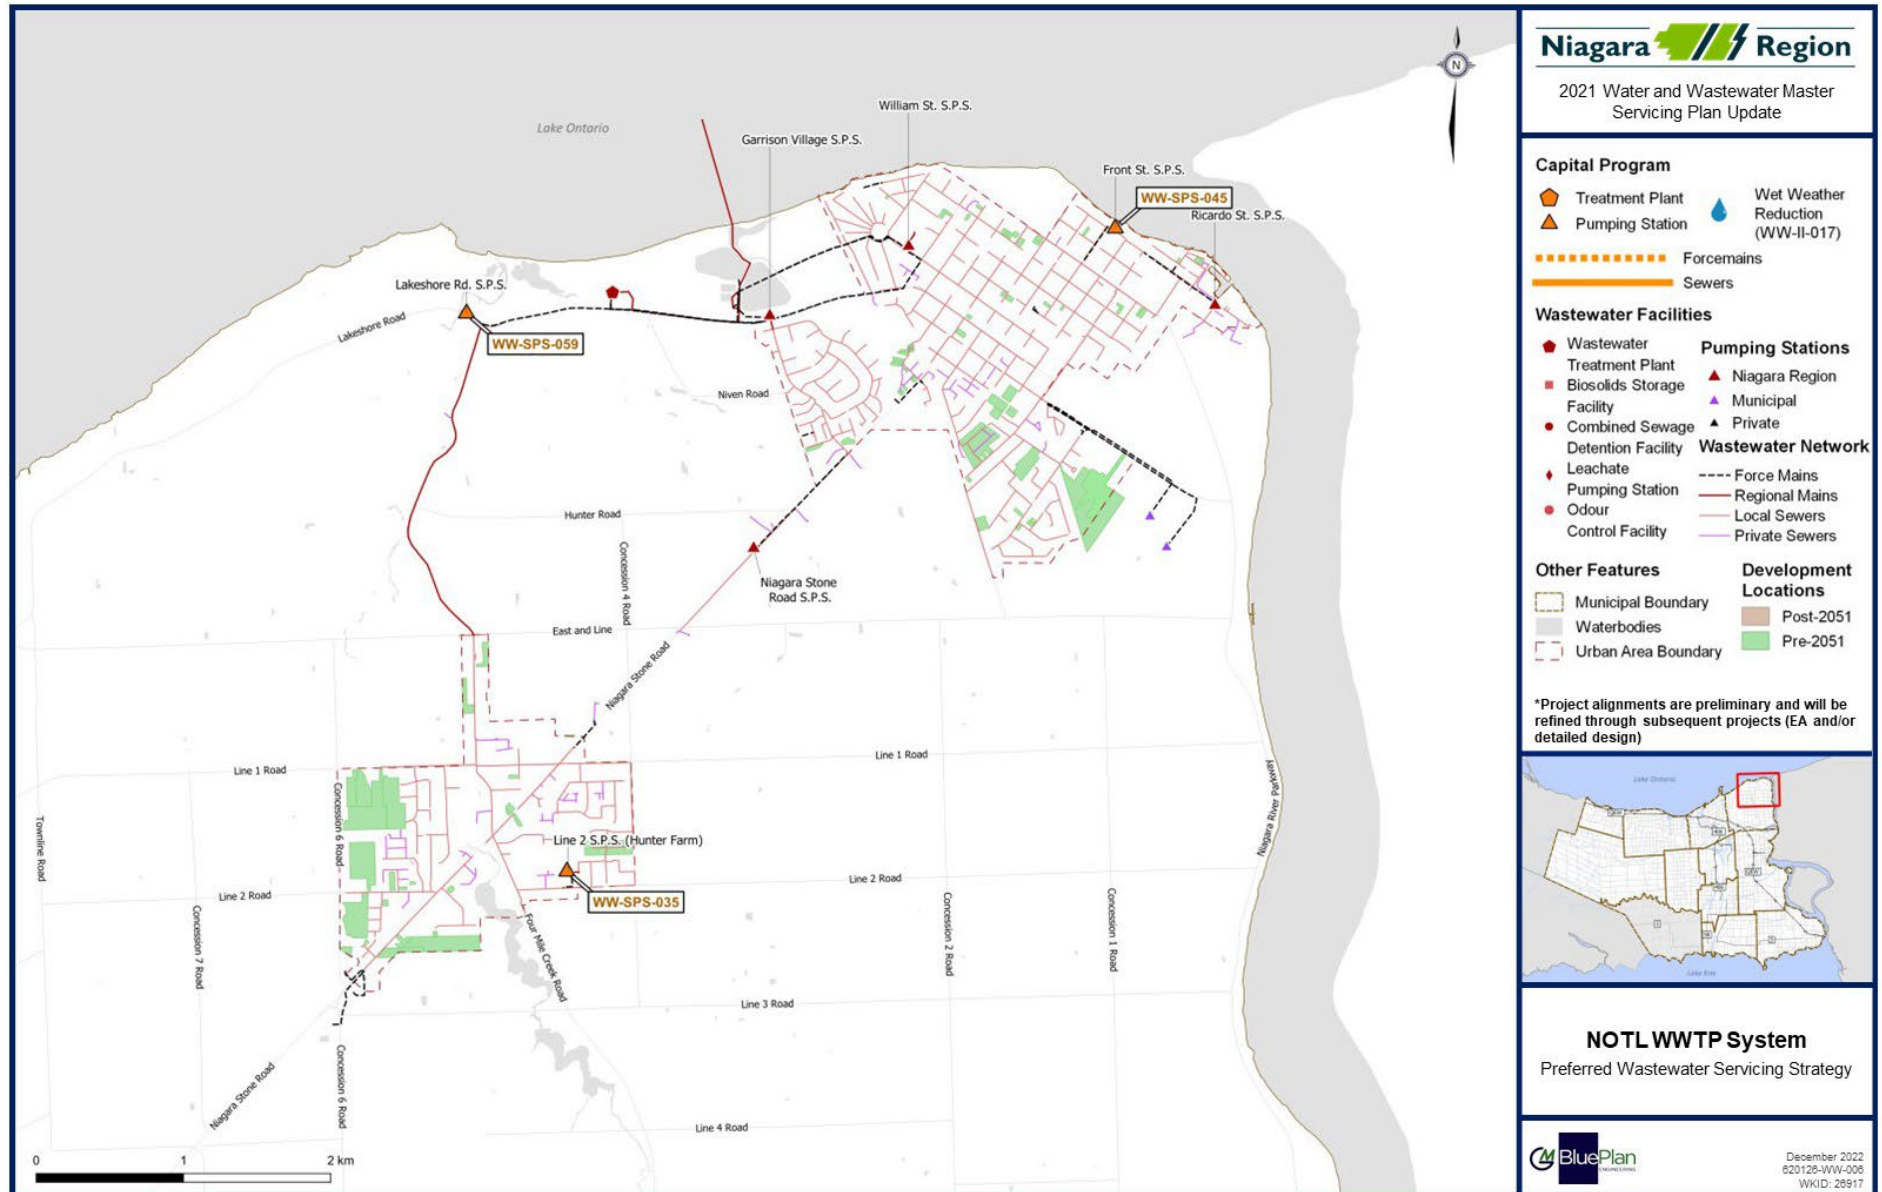 Lake Ontario
William St. S.P.S.
Garrison Village S.P.S.
Front St. S.P.S.
WW-SPS-045
Ricardo St. S.P.S.
Lakeshore Rd. S.P.S.
Lakeshore Road
WW-SPS-059
Niven Road
Hunter Road
Concession 4 Road
Niagara Stone
Road S.P.S.
East and Line
Niagara Stone Road
Line 1 Road
Line 1 Road
Niagara River Parkway
Townline Road
Concession 6 Road
Line 2 S.P.S. (Hunter Farm)
WW-SPS-035
Line 2 Road
Line 2 Road
Concession 7 Road
Four Mile Creek Road
Concession 2 Road
Concession 1 Road
Line 3 Road
Concession 6 Road
Niagara Stone Road
Line 4 Road
0 1 2 km
N
Niagara Region
2021 Water and Wastewater Master
Servicing Plan Update
Capital Program
Treatment Plant
Pumping Station
Wet Weather
Reduction
(WW-II-017)
Forcemains
Sewers
Wastewater Facilities
Wastewater
Treatment Plant
Biosolids Storage
Facility
Combined Sewage
Detention Facility
Leachate
Pumping Station
Odour
Control Facility
Pumping Stations
Niagara Region
Municipal
Private
Wastewater Network
Force Mains
Regional Mains
Local Sewers
Private Sewers
Other Features
Municipal Boundary
Waterbodies
Urban Area Boundary
Development
Locations
Post-2051
Pre-2051
*Project alignments are preliminary and will be
refined through subsequent projects (EA and/or
detailed design)
Lake Ontario
Lake Erie
NOTL WWTP System
Preferred Wastewater Servicing Strategy
GM BluePlan
ENGINEERING
December 2022
620126-WW-006
WKID: 26917